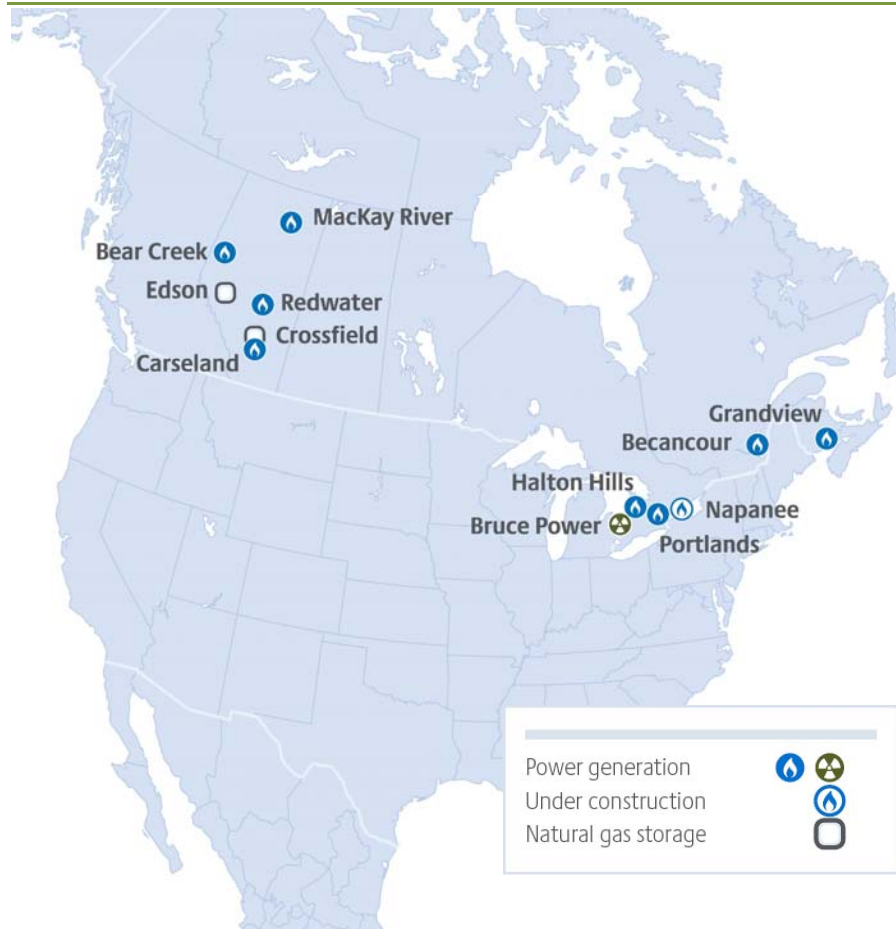 MacKay River
Bear Creek
Edson
Redwater
Crossfield
Carseland
Grandview
Becancour
Halton Hills
Napanee
Bruce Power
Portlands
Power generation
Under construction
Natural gas storage